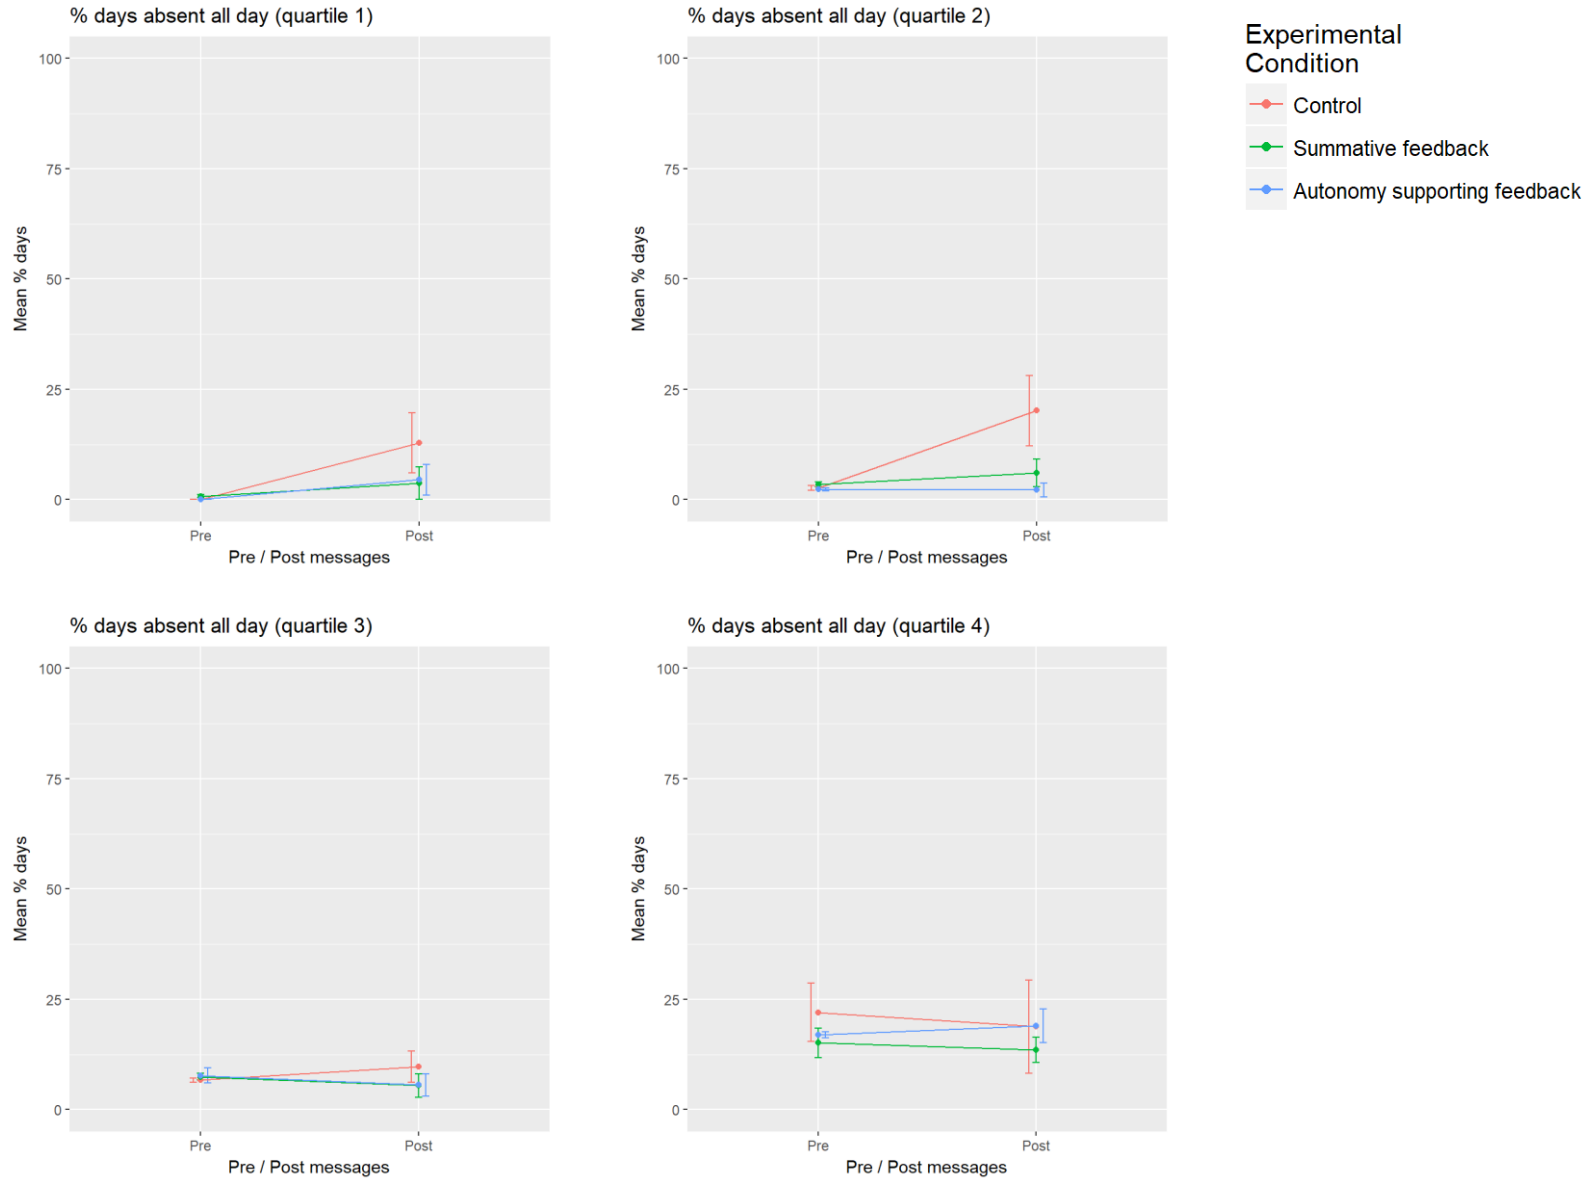 % days absent all day (quartile 1)
100
75
50
25
0
Mean % days
Pre
Post
Pre / Post messages
% days absent all day (quartile 2)
100
75
50
25
0
Mean % days
Pre
Post
Pre / Post messages
Experimental
Condition
Control
Summative feedback
Autonomy supporting feedback
% days absent all day (quartile 3)
100
75
50
25
0
Mean % days
Pre
Post
Pre / Post messages
% days absent all day (quartile 4)
100
75
50
25
0
Mean % days
Pre
Post
Pre / Post messages